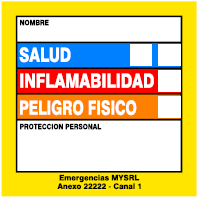 NOMBRE
SALUD
INFLAMABILIDAD
PELIGRO FISICO
PROTECCION PERSONAL
Emergencias MYSRL
Anexo 22222 - Canal 1